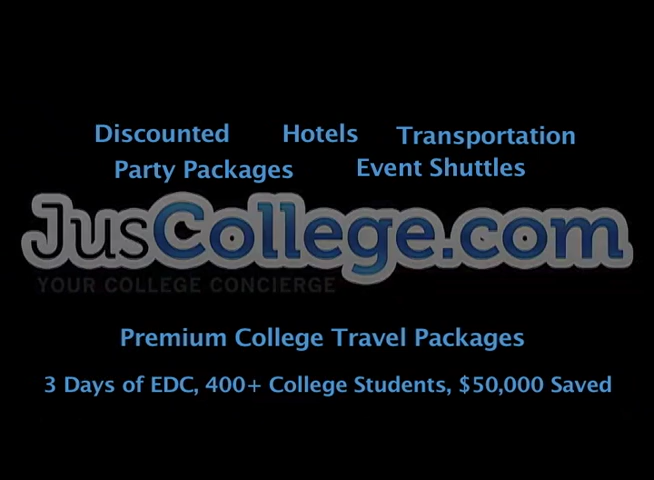 Discounted Hotels Transportation
Party Packages Event Shuttles
JusCollege.com
YOUR COLLEGE CONCIERGE
Premium College Travel Packages
3 Days of EDC, 400+ College Students, $50,000 Saved